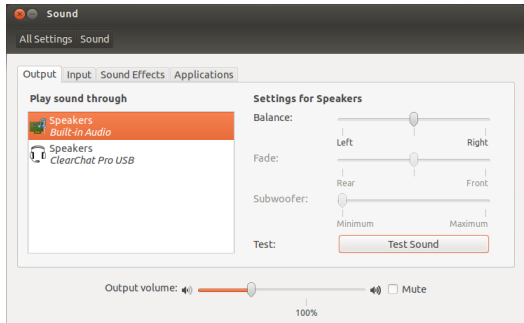 Sound
All Settings Sound
Output Input Sound Effects Applications
Play sound through
Speakers
Built-in Audio
Speakers
ClearChat Pro USB
Settings for Speakers
Balance:
Left Right
Fade:
Rear Front
Subwoofer:
Minimum Maximum
Test: Test Sound
Output volume: Mute
100%